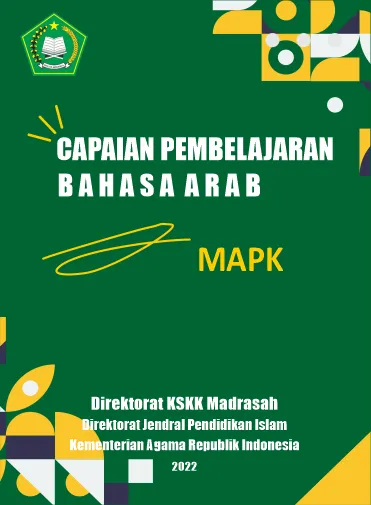 CAPAIAN PEMBELAJARAN
BAHASA ARAB
MAPK
Direktorat KSKK Madrasah
Direktorat Jendral Pendidikan Islam
Kementerian Agama Republik Indonesia
2022